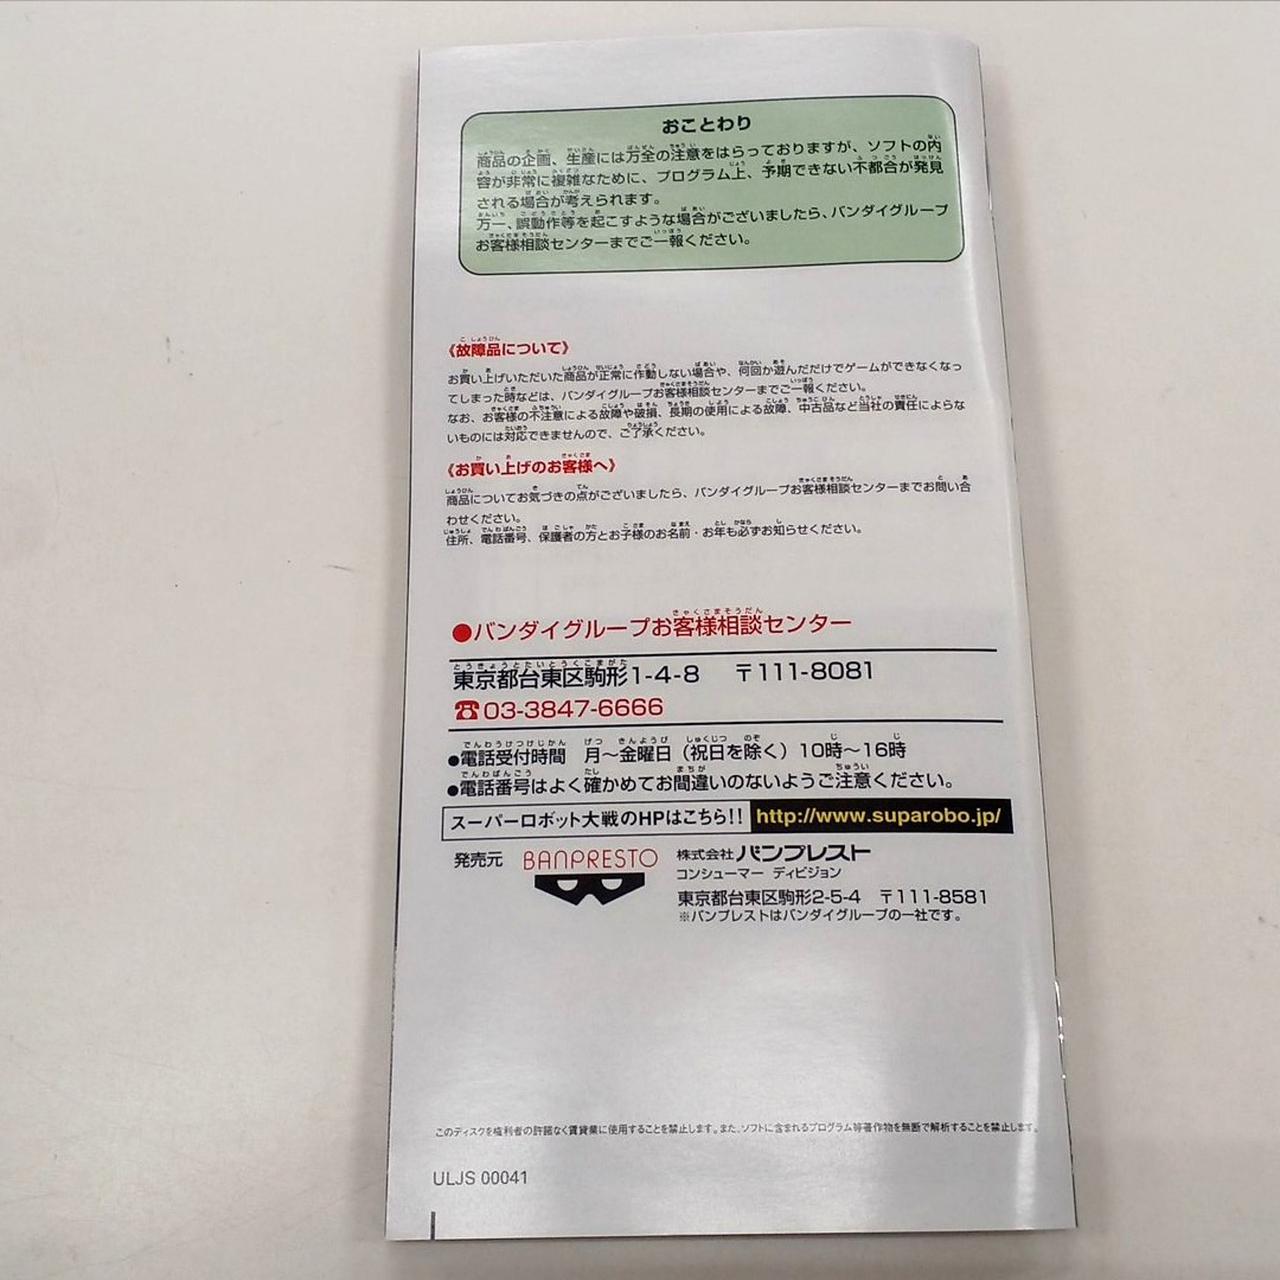 おことわり
商品の企画、生産には万全の注意をはらっておりますが、ソフトの内
容が非常に複雑なために、プログラム上、予期できない不都合が発見
される場合が考えられます。
万一、誤動作等を起こすような場合がございましたら、バンダイグループ
お客様相談センターまでご一報ください。
《故障品について》
お買い上げいただいた商品が正常に作動しない場合や、何回か遊んだだけでゲームができなくなっ
てしまった時などは、バンダイグループお客様相談センターまでご一報ください。
なお、お客様の不注意による故障や破損、長期の使用による故障、中古品など当社の責任によらな
いものには対応できませんので、ご了承ください。
《お買い上げのお客様へ》
商品についてお気づきの点がございましたら、バンダイグループお客様相談センターまでお問い合
わせください。
住所、電話番号、保護者の方とお子様のお名前・お年も必ずお知らせください。
●バンダイグループお客様相談センター
東京都台東区駒形1-4-8 〒111-8081
☎03-3847-6666
●電話受付時間 月～金曜日（祝日を除く）10時～16時
●電話番号はよく確かめてお間違いのないようご注意ください。
スーパーロボット大戦のHPはこちら!! http://www.suparobo.jp/
発売元 BANPRESTO 株式会社バンプレスト
コンシューマー ディビジョン
東京都台東区駒形2-5-4 〒111-8581
※バンプレストはバンダイグループの一社です。
このディスクを権利者の許諾なく賃貸業に使用することを禁止します。また、ソフトに含まれるプログラム等著作物を無断で解析することを禁止します。
ULJS 00041